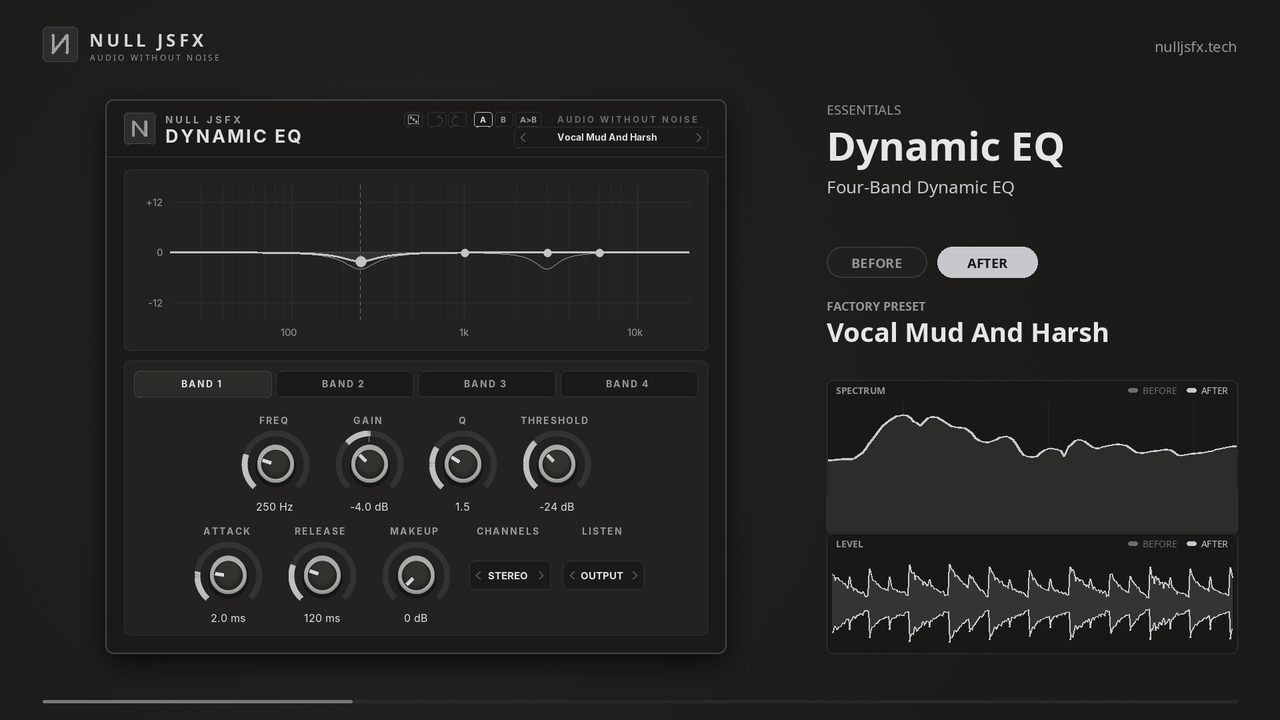 NULL JSFX
AUDIO WITHOUT NOISE
nulljsfx.tech
N
NULL JSFX
DYNAMIC EQ
A
B
A>B
AUDIO WITHOUT NOISE
Vocal Mud And Harsh
+12
0
-12
100
1k
10k
BAND 1
BAND 2
BAND 3
BAND 4
FREQ
GAIN
Q
THRESHOLD
250 Hz
-4.0 dB
1.5
-24 dB
ATTACK
RELEASE
MAKEUP
CHANNELS
LISTEN
STEREO
OUTPUT
2.0 ms
120 ms
0 dB
ESSENTIALS
Dynamic EQ
Four-Band Dynamic EQ
BEFORE
AFTER
FACTORY PRESET
Vocal Mud And Harsh
SPECTRUM
BEFORE
AFTER
LEVEL
BEFORE
AFTER